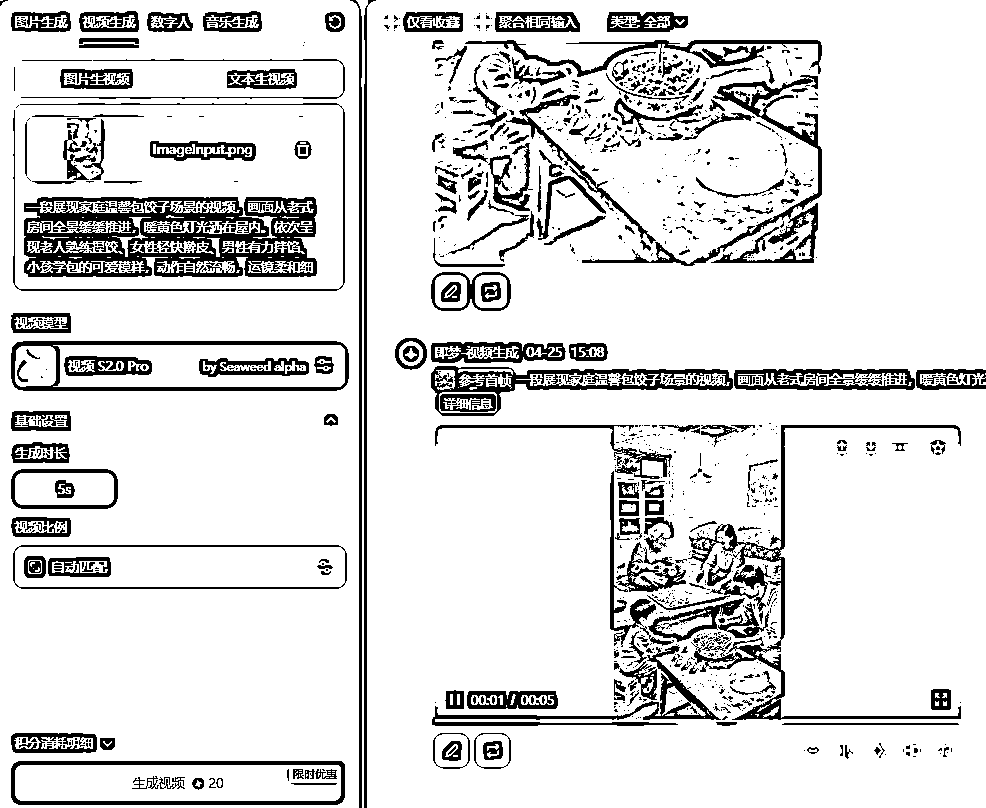 图片生成 视频生成 数字人 音乐生成
图片生视频 文本生视频
ImageInput.png
一段展现家庭温馨包饺子场景的视频，画面从老式
房间全景缓缓推进，暖黄色灯光洒在屋内，依次呈
现老人熟练捏饺、女性轻快擀皮、男性有力拌馅、
小孩学包的可爱模样，动作自然流畅，运镜柔和细
视频模型
视频 S2.0 Pro by Seaweed alpha
基础设置
生成时长
5s
视频比例
自动匹配
积分消耗明细
限时优惠
生成视频 20
仅看收藏 聚合相同输入 类型: 全部
即梦-视频生成 04-25 15:08
参考首帧 一段展现家庭温馨包饺子场景的视频，画面从老式房间全景缓缓推进，暖黄色灯光
详细信息
00:01 / 00:05